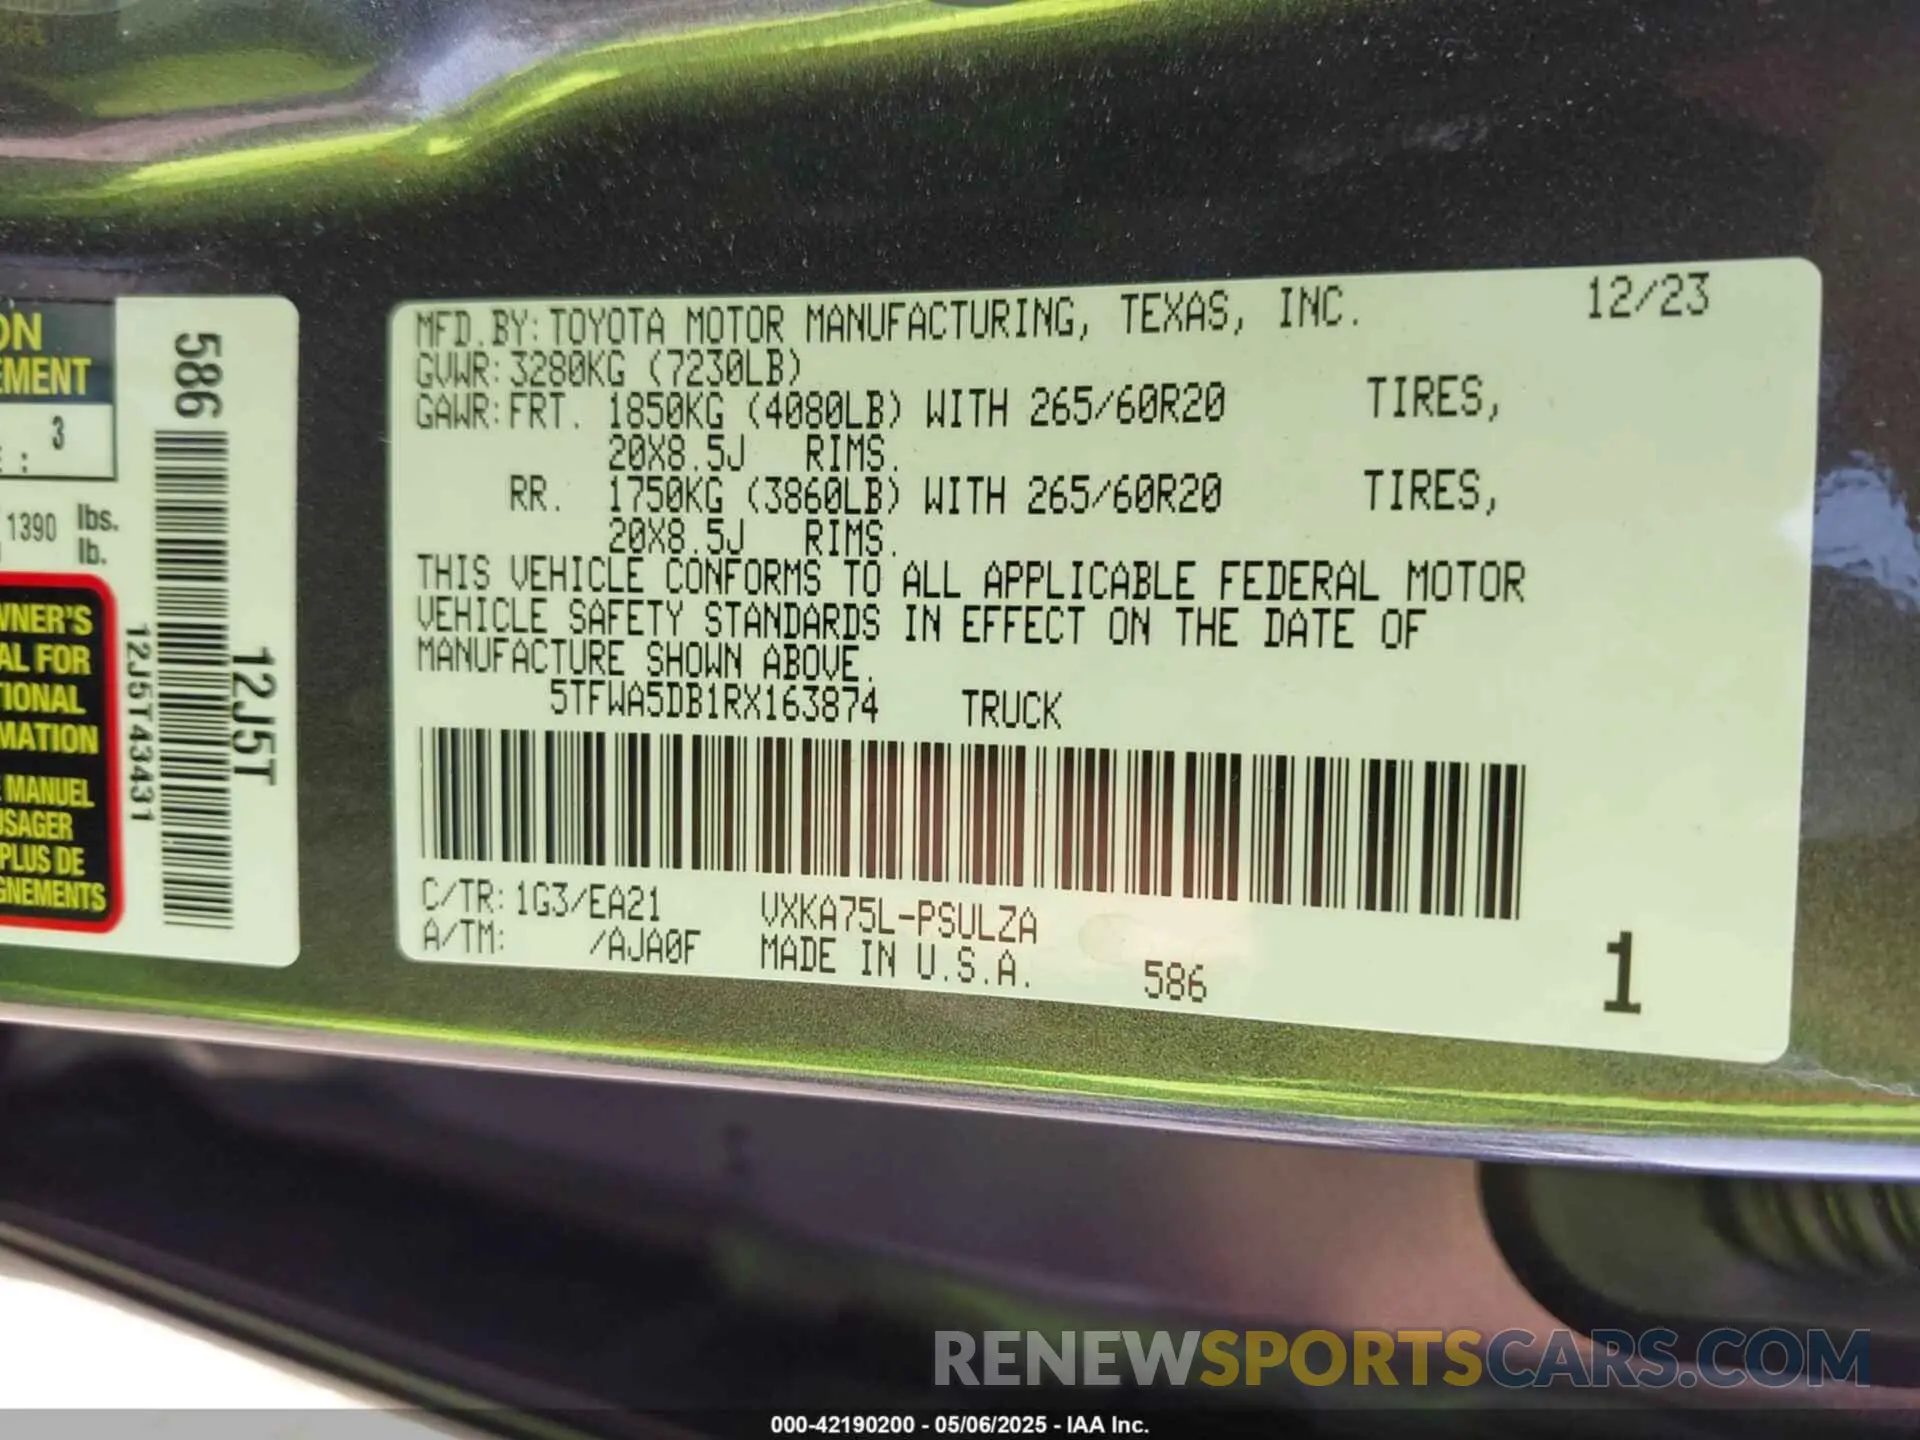 ON
EMENT
3
E :
1390 lbs.
lb.
WNER'S
AL FOR
TIONAL
MATION
E MANUEL
USAGER
PLUS DE
GNEMENTS
586
12J5T43431
12J5T
MFD.BY: TOYOTA MOTOR MANUFACTURING, TEXAS, INC. 12/23
GVWR: 3280KG (7230LB)
GAWR: FRT. 1850KG (4080LB) WITH 265/60R20 TIRES,
20X8.5J RIMS.
RR. 1750KG (3860LB) WITH 265/60R20 TIRES,
20X8.5J RIMS.
THIS VEHICLE CONFORMS TO ALL APPLICABLE FEDERAL MOTOR
VEHICLE SAFETY STANDARDS IN EFFECT ON THE DATE OF
MANUFACTURE SHOWN ABOVE.
5TFWA5DB1RX163874 TRUCK
C/TR: 1G3/EA21 VXKA75L-PSULZA
A/TM: /AJA0F MADE IN U.S.A. 586
1
RENEWSPORTSCARS.COM
000-42190200 - 05/06/2025 - IAA Inc.